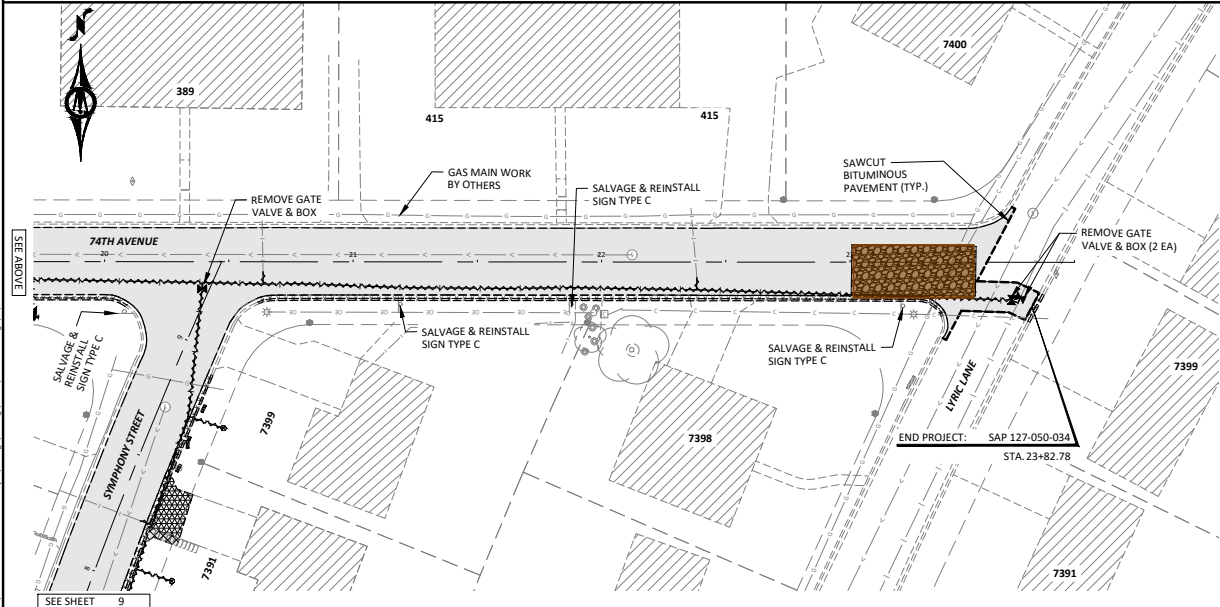 7400
389
415
415
GAS MAIN WORK
BY OTHERS
SALVAGE & REINSTALL
SIGN TYPE C
SAWCUT
BITUMINOUS
PAVEMENT (TYP.)
REMOVE GATE
VALVE & BOX
REMOVE GATE
VALVE & BOX (2 EA)
SEE ABOVE
74TH AVENUE
20
21
22
SALVAGE &
REINSTALL
SIGN TYPE C
SALVAGE & REINSTALL
SIGN TYPE C
SALVAGE & REINSTALL
SIGN TYPE C
9
7399
LYRIC LANE
7399
SYMPHONY STREET
7398
END PROJECT: SAP 127-050-034
STA. 23+82.78
8
7391
7391
SEE SHEET 9